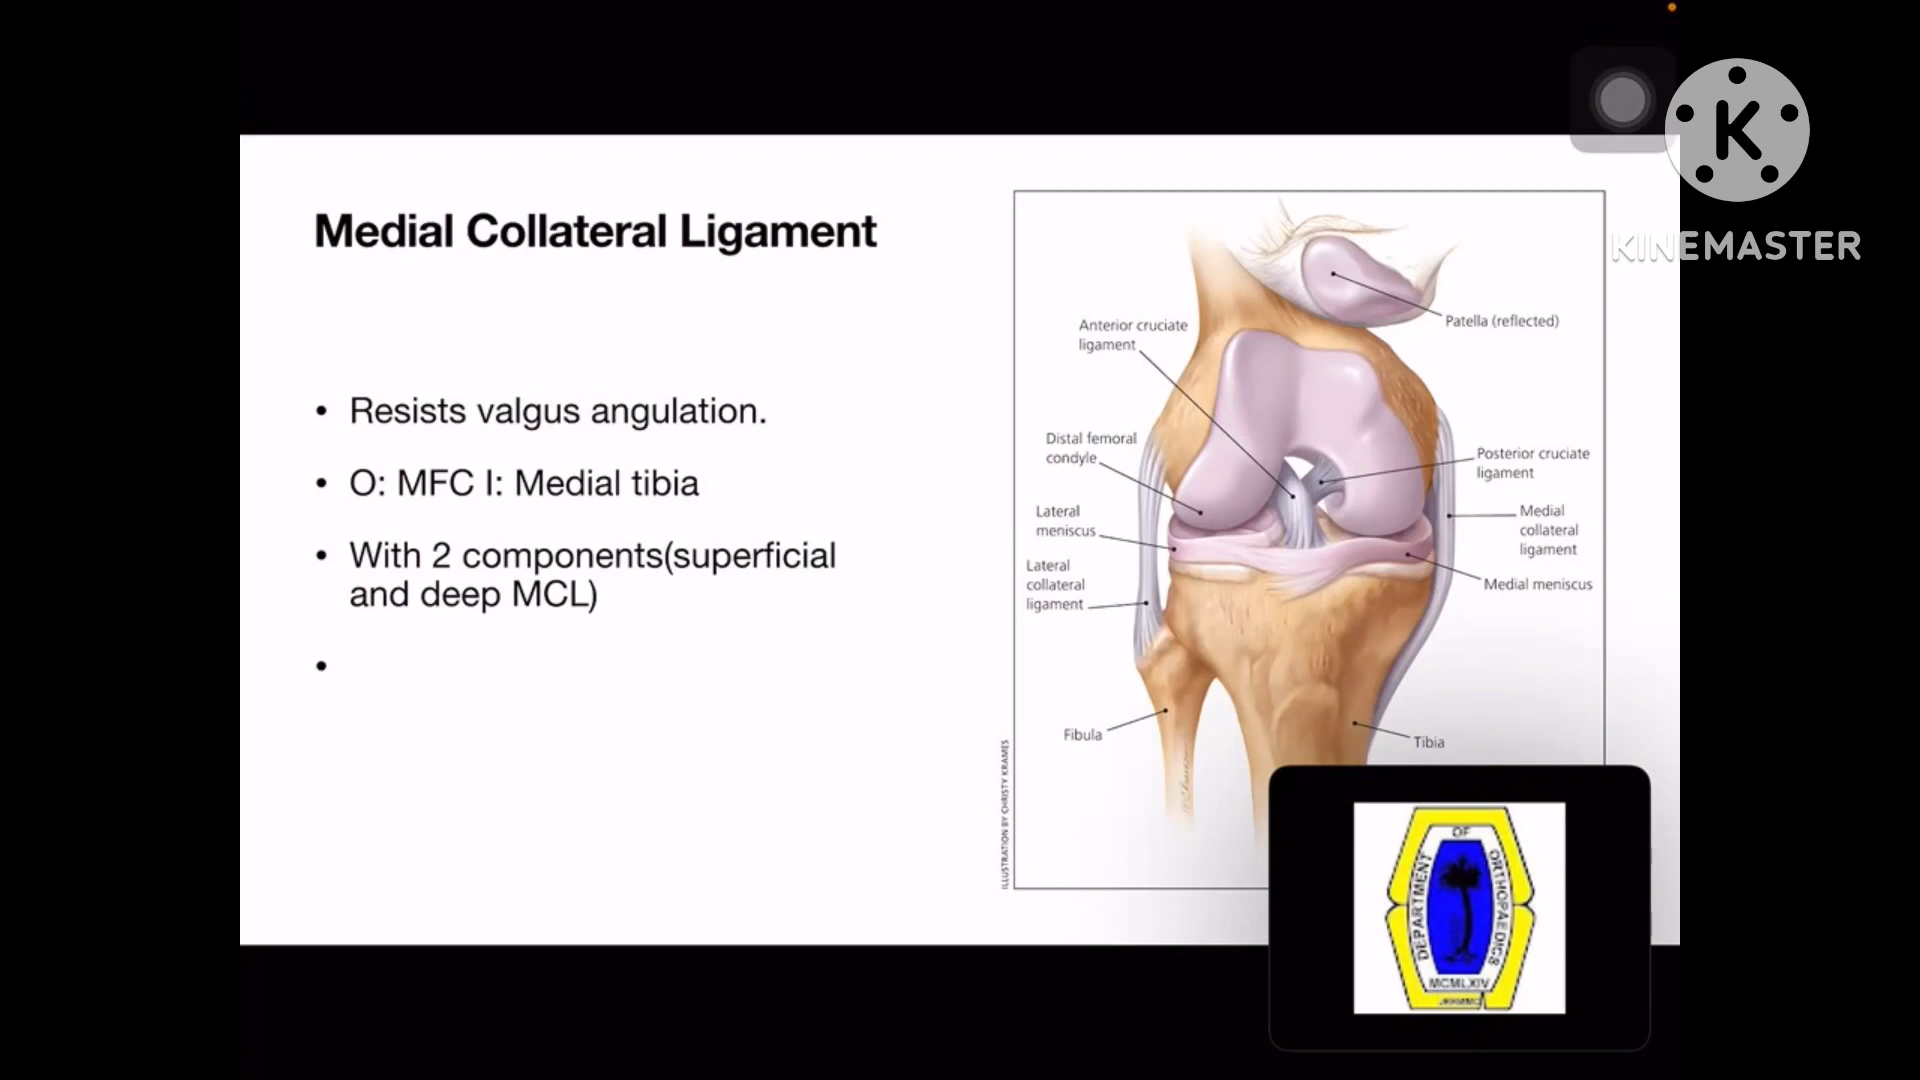 K
KINEMASTER
Medial Collateral Ligament
• Resists valgus angulation.
• O: MFC I: Medial tibia
• With 2 components(superficial
and deep MCL)
•
Patella (reflected)
Anterior cruciate
ligament
Distal femoral
condyle
Posterior cruciate
ligament
Lateral
meniscus
Medial
collateral
ligament
Lateral
collateral
ligament
Medial meniscus
Fibula
Tibia
ILLUSTRATION BY CHRISTY KRAMES
DEPARTMENT
OF
ORTHOPAEDICS
MCMLXIV